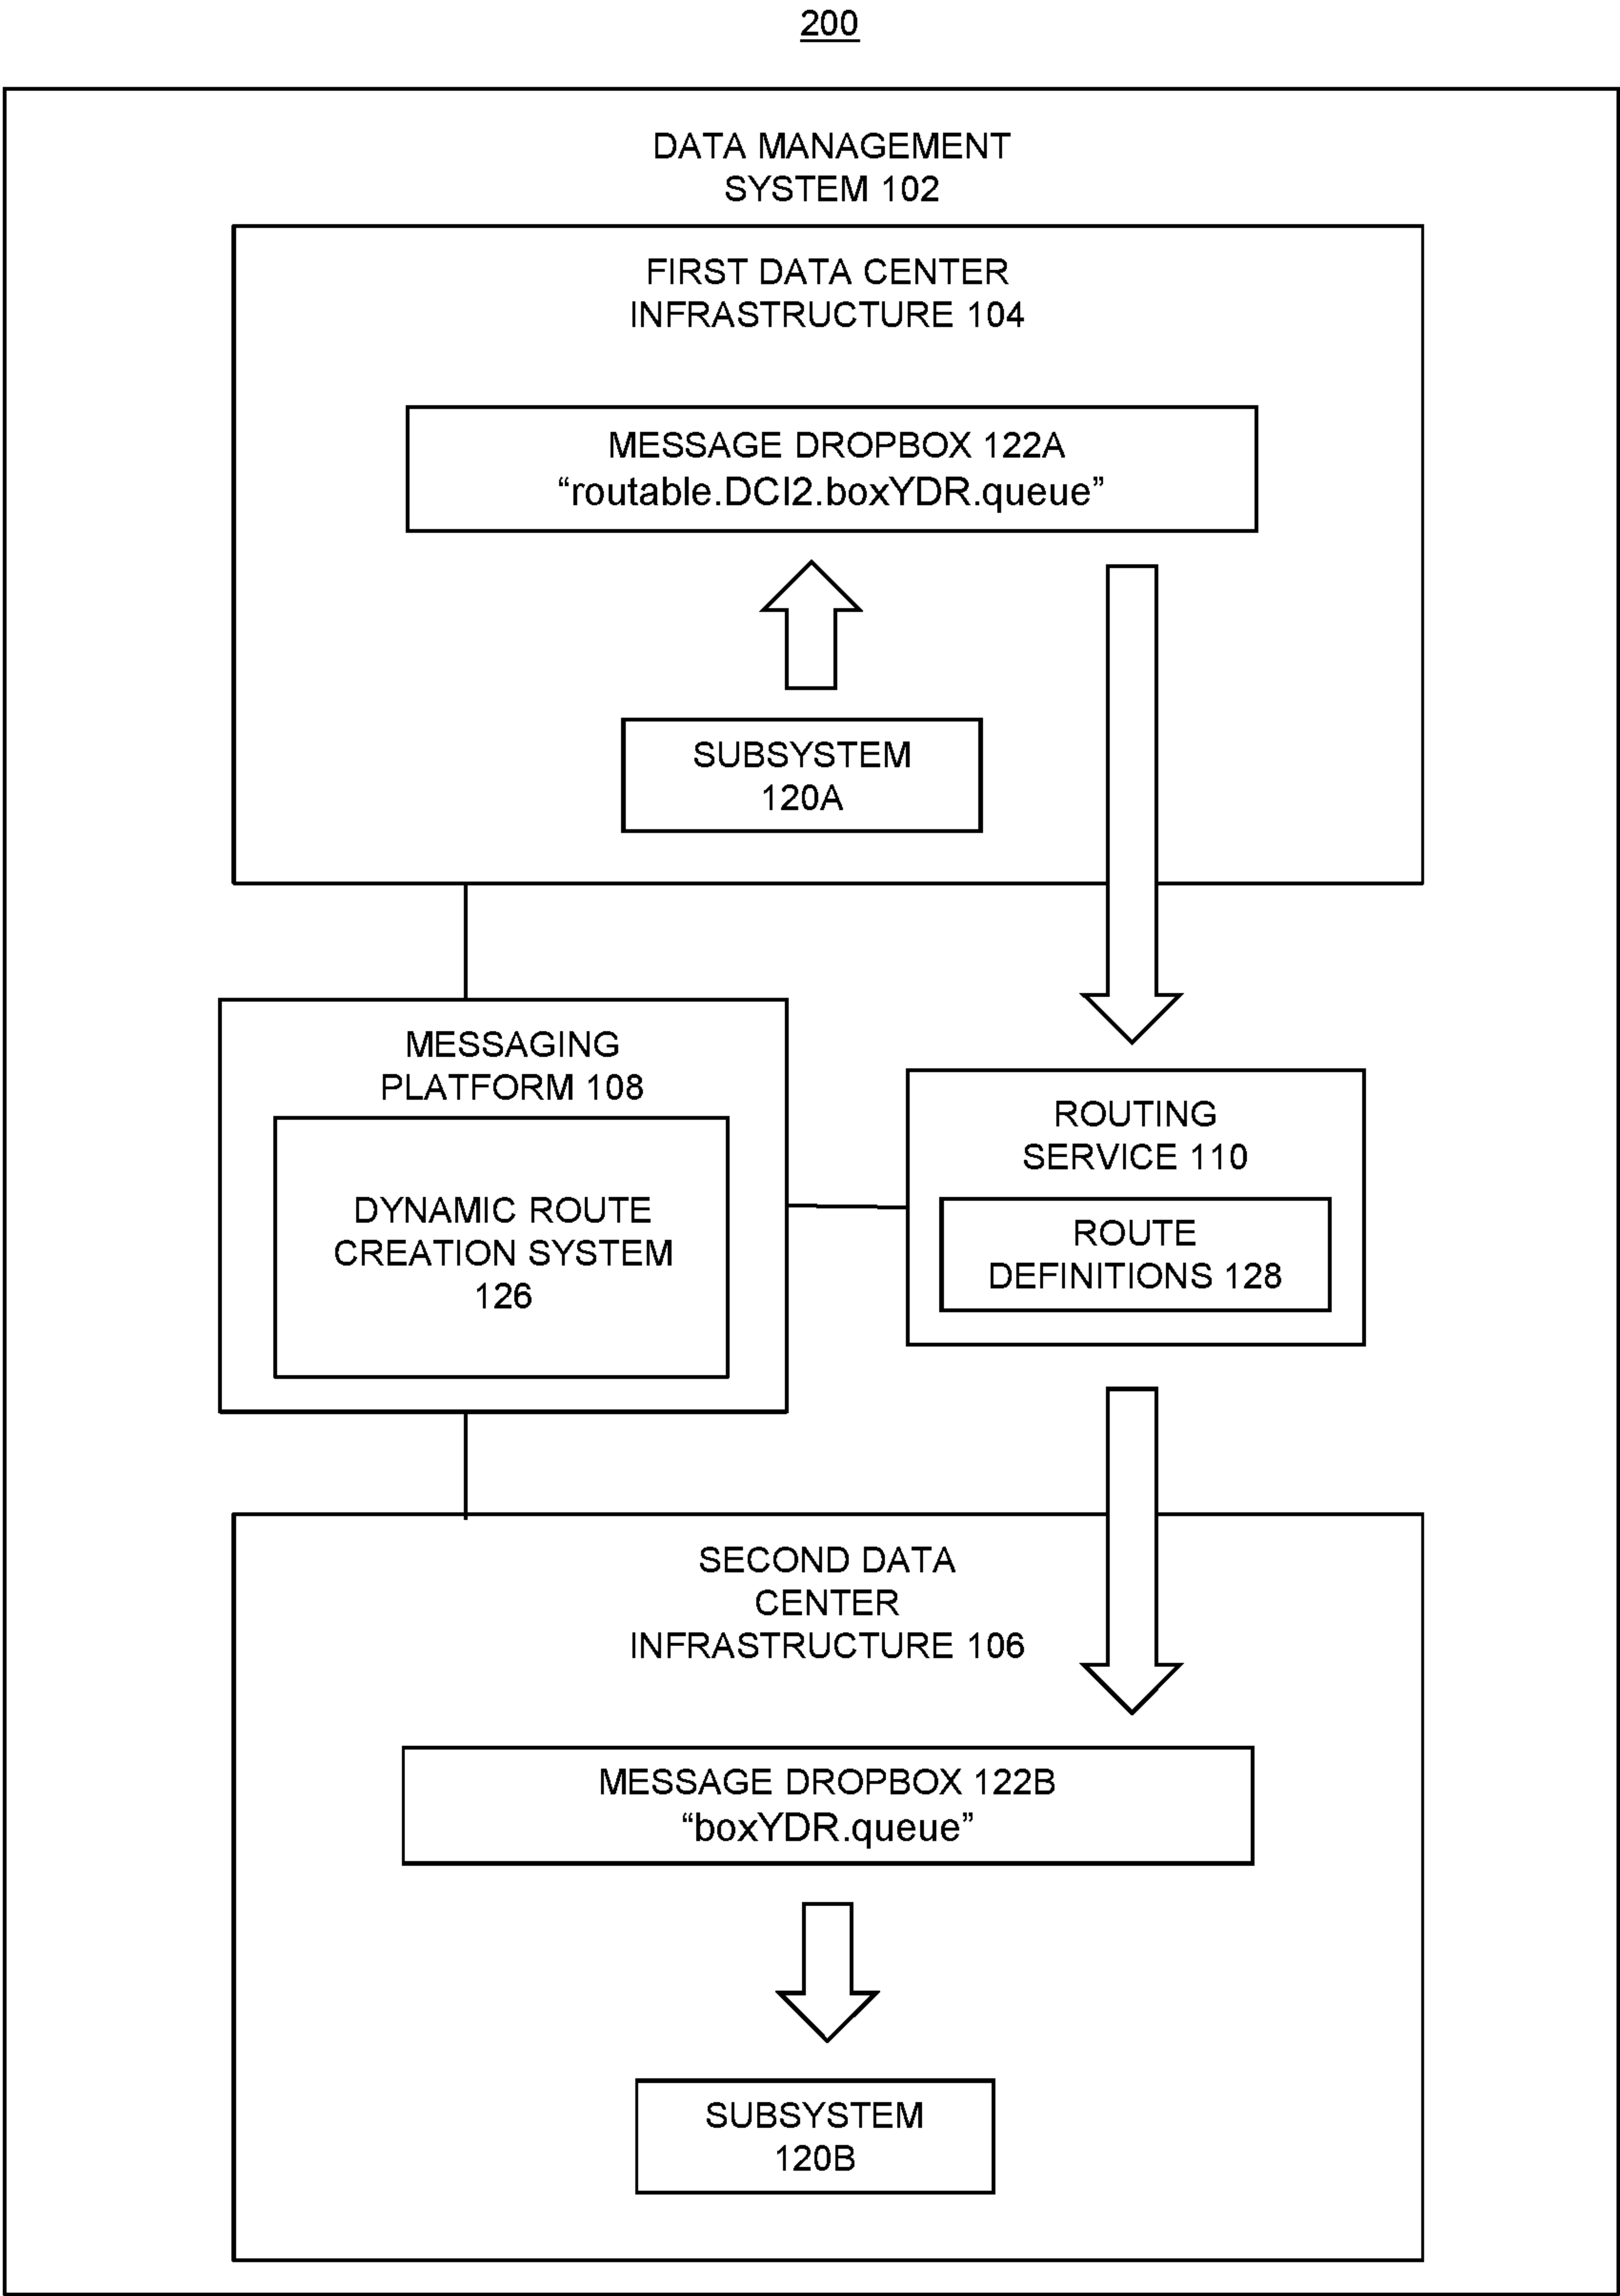 200
DATA MANAGEMENT
SYSTEM 102
FIRST DATA CENTER
INFRASTRUCTURE 104
MESSAGE DROPBOX 122A
“routable.DCI2.boxYDR.queue”
SUBSYSTEM
120A
MESSAGING
PLATFORM 108
DYNAMIC ROUTE
CREATION SYSTEM
126
ROUTING
SERVICE 110
ROUTE
DEFINITIONS 128
SECOND DATA
CENTER
INFRASTRUCTURE 106
MESSAGE DROPBOX 122B
“boxYDR.queue”
SUBSYSTEM
120B